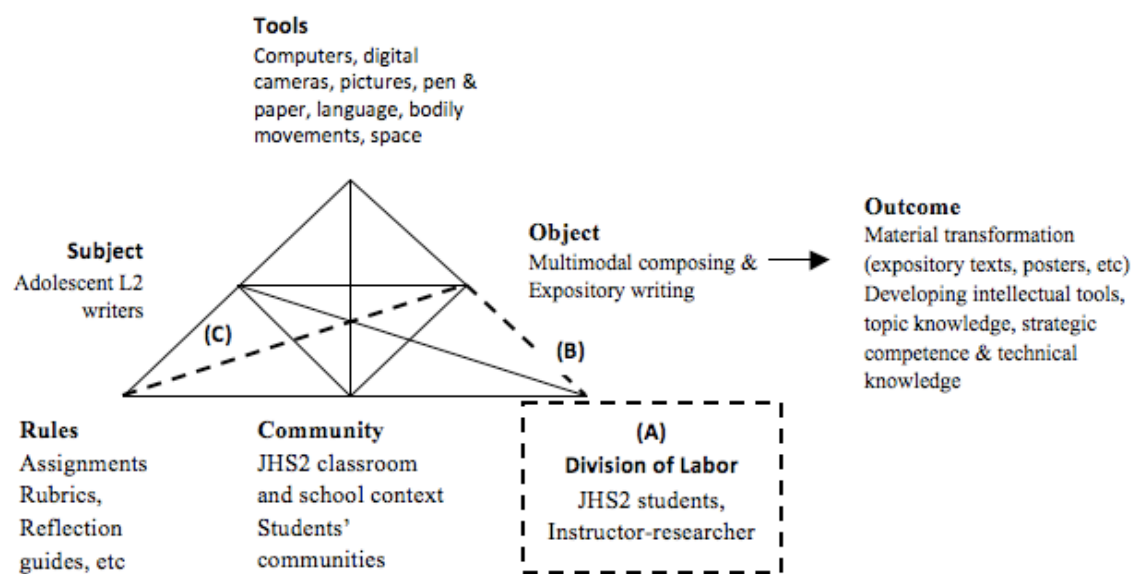 Tools
Computers, digital
cameras, pictures, pen &
paper, language, bodily
movements, space
Subject
Adolescent L2
writers
Object
Multimodal composing &
Expository writing
Outcome
Material transformation
(expository texts, posters, etc)
Developing intellectual tools,
topic knowledge, strategic
competence & technical
knowledge
(C)
(B)
Rules
Assignments
Rubrics,
Reflection
guides, etc
Community
JHS2 classroom
and school context
Students’
communities
(A)
Division of Labor
JHS2 students,
Instructor-researcher